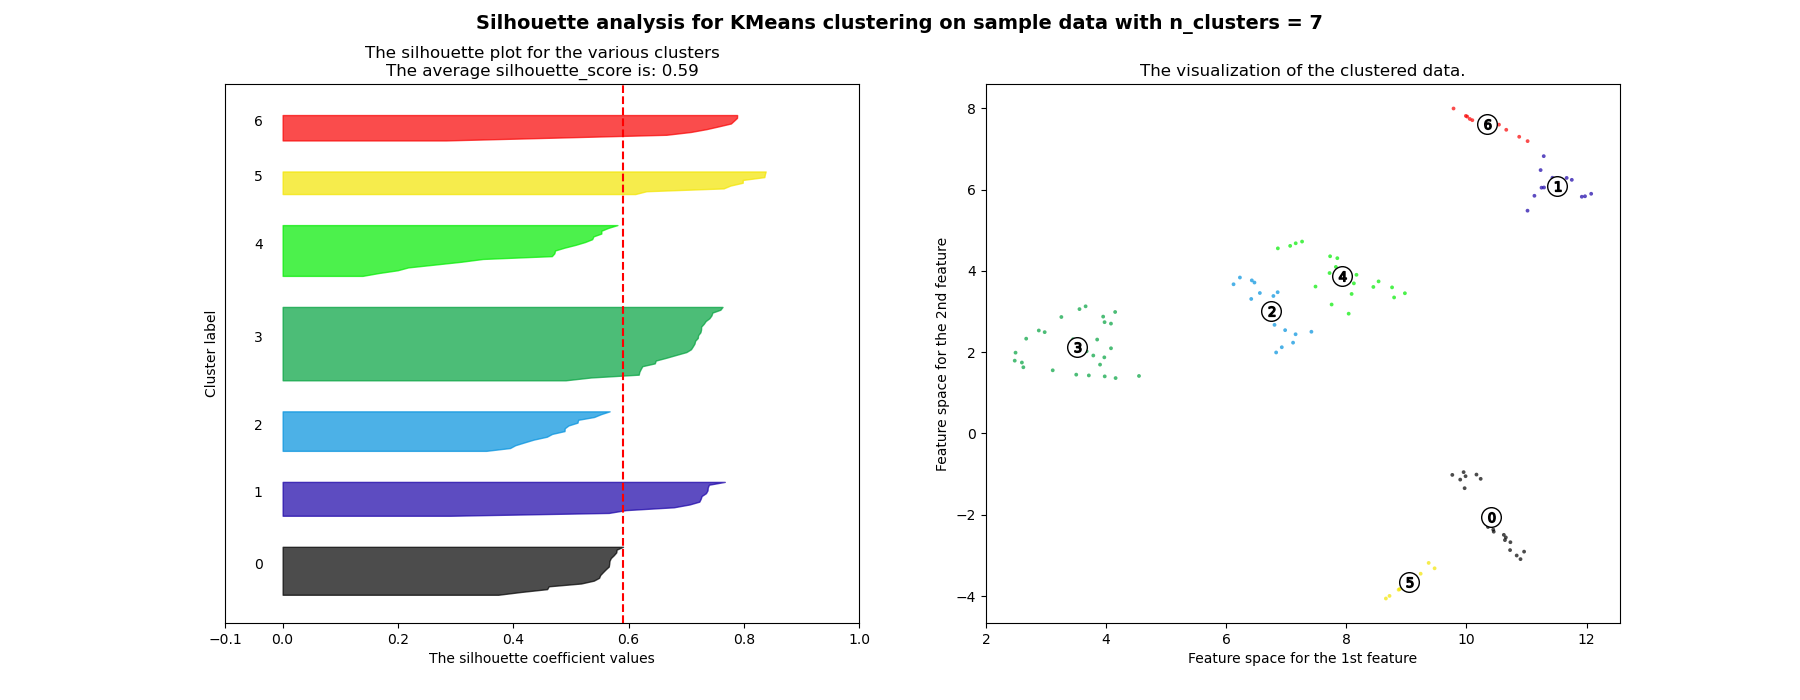 Silhouette analysis for KMeans clustering on sample data with n_clusters = 7
The silhouette plot for the various clusters
The average silhouette_score is: 0.59
6
5
4
3
2
1
0
Cluster label
−0.1 0.0 0.2 0.4 0.6 0.8 1.0
The silhouette coefficient values
The visualization of the clustered data.
8
6
4
2
0
−2
−4
Feature space for the 2nd feature
6
1
4
2
3
0
5
2 4 6 8 10 12
Feature space for the 1st feature